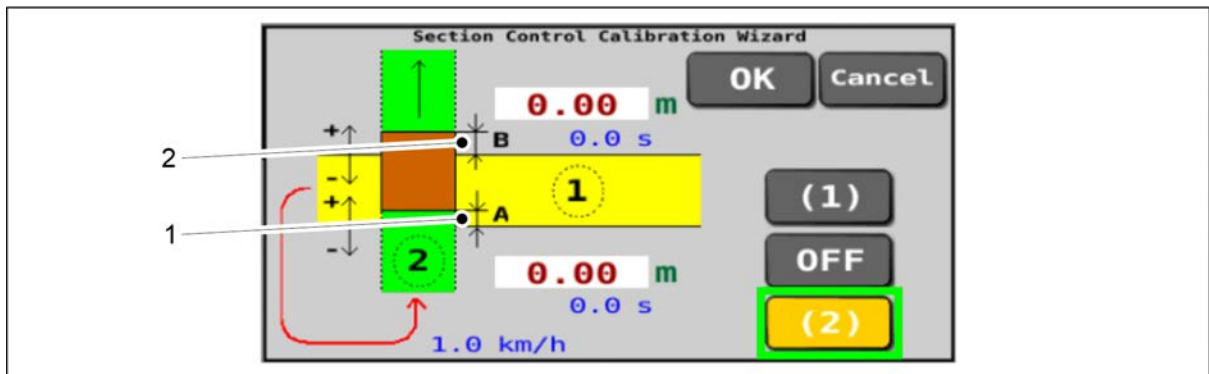 Section Control Calibration Wizard
OK Cancel
0.00 m
+
B 0.0 s
2
-
1
(1)
+
A
1
-
2
OFF
0.00 m
0.0 s
(2)
1.0 km/h